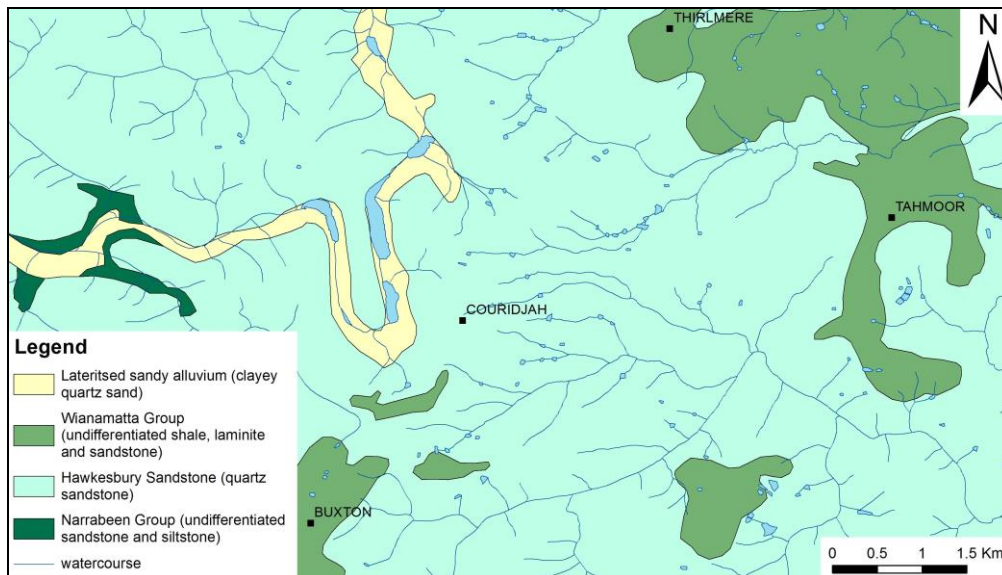 THIRLMERE
N
TAHMOOR
COURIDJAH
Legend
Lateritsed sandy alluvium (clayey
quartz sand)
Wianamatta Group
(undifferentiated shale, laminite
and sandstone)
Hawkesbury Sandstone (quartz
sandstone)
Narrabeen Group (undifferentiated
sandstone and siltstone)
watercourse
BUXTON
0 0.5 1 1.5 Km